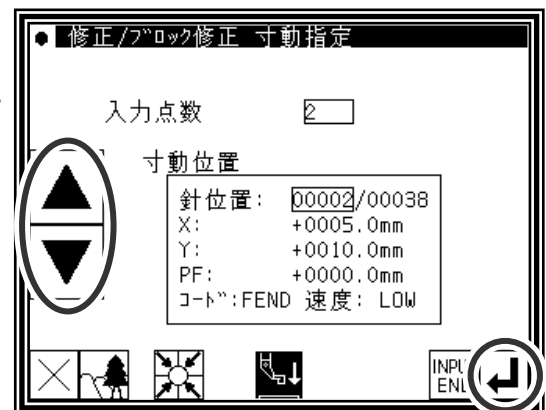 ● 修正/ブロック修正 寸動指定
入力点数 2
寸動位置
針位置: 00002/00038
X: +0005.0mm
Y: +0010.0mm
PF: +0000.0mm
コード:FEND 速度: LOW
INPU
EN